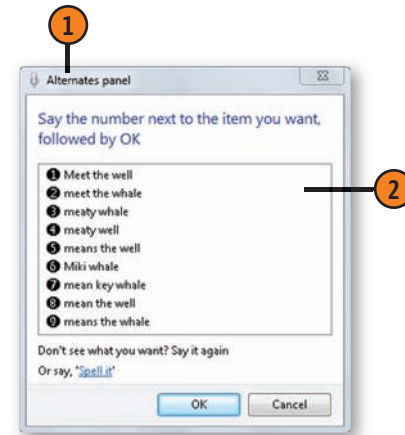 1
Alternates panel
Say the number next to the item you want,
followed by OK
1 Meet the well
2 meet the whale
3 meaty whale
4 meaty well
5 means the well
6 Miki whale
7 mean key whale
8 mean the well
9 means the whale
2
Don't see what you want? Say it again
Or say, 'Spell it'
OK Cancel